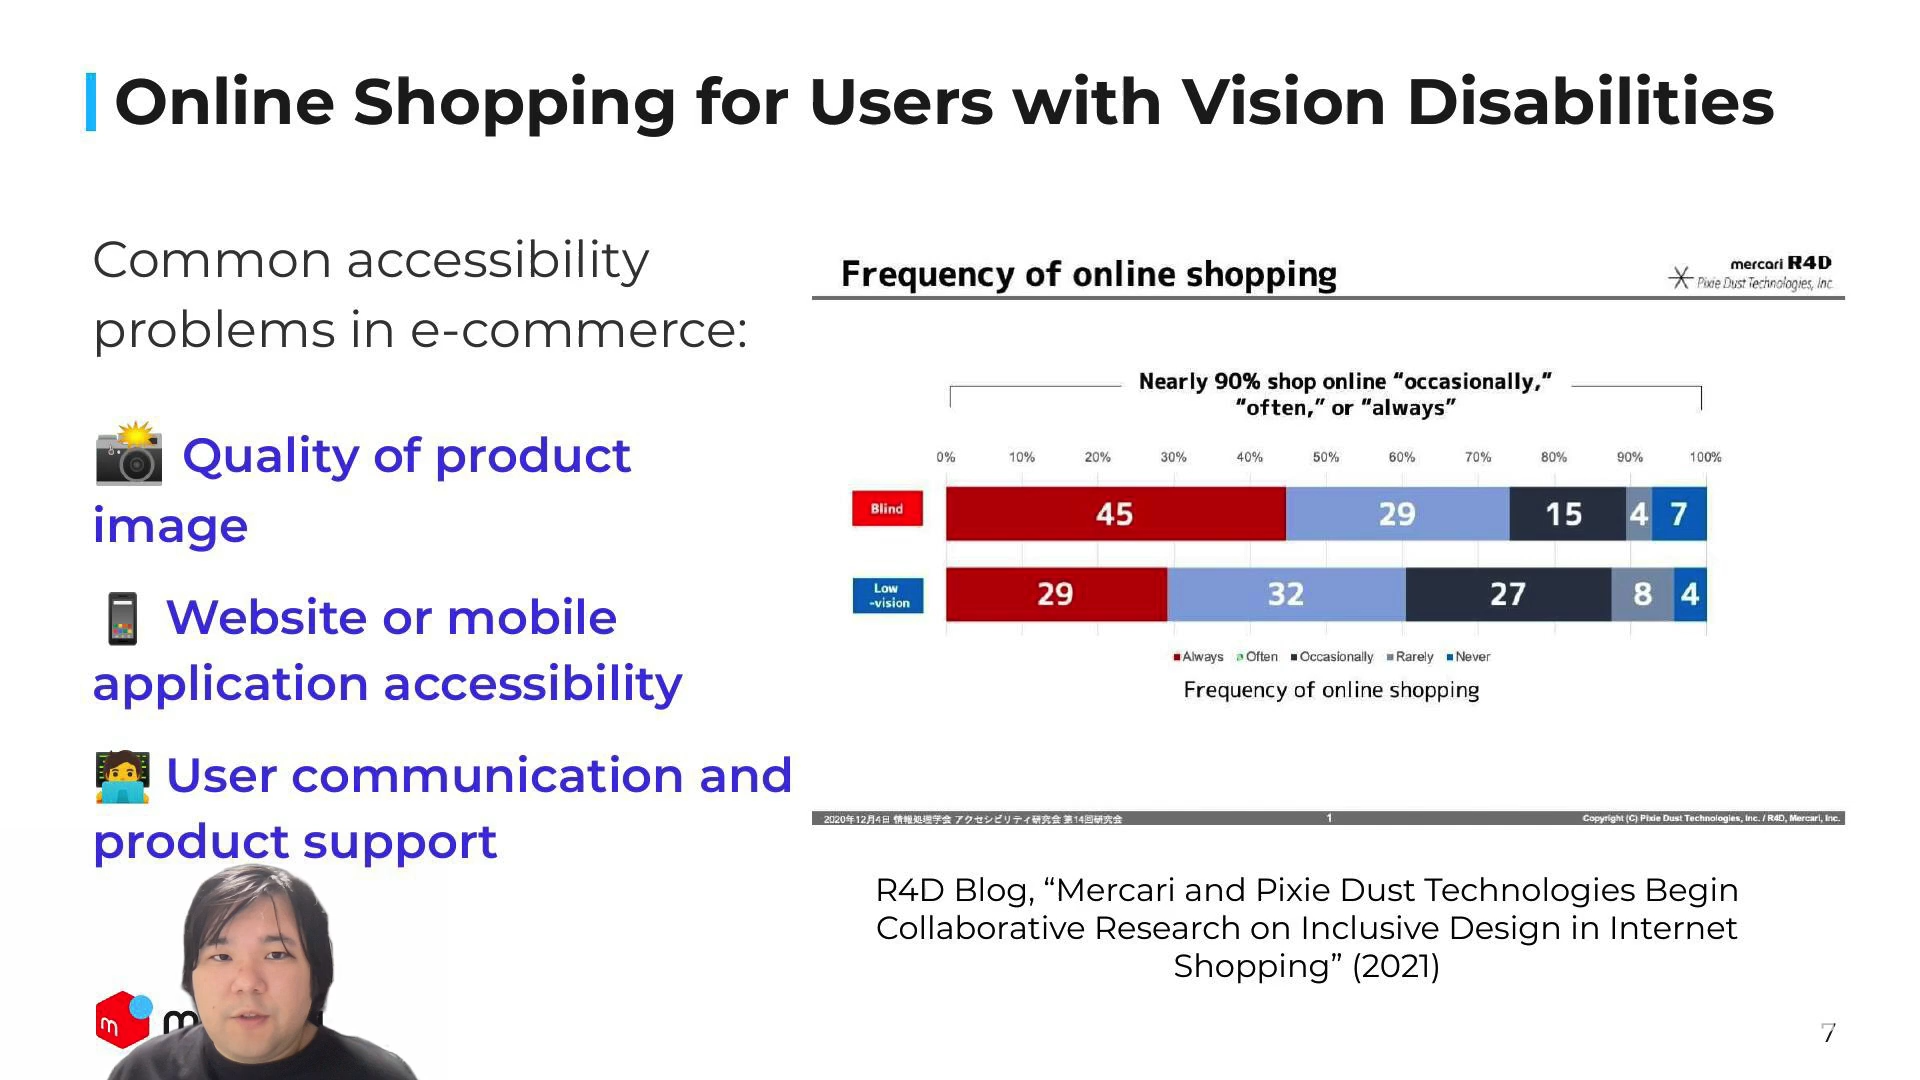 Online Shopping for Users with Vision Disabilities
Common accessibility
problems in e-commerce:
Quality of product
image
Website or mobile
application accessibility
User communication and
product support
Frequency of online shopping
mercari R4D
Pixie Dust Technologies, Inc.
Nearly 90% shop online “occasionally,”
“often,” or “always”
0% 10% 20% 30% 40% 50% 60% 70% 80% 90% 100%
Blind 45 29 15 4 7
Low
-vision
29 32 27 8 4
Always Often Occasionally Rarely Never
Frequency of online shopping
2020年12月4日 情報処理学会 アクセシビリティ研究会 第14回研究会 1 Copyright (C) Pixie Dust Technologies, Inc. / R4D, Mercari, Inc.
R4D Blog, “Mercari and Pixie Dust Technologies Begin
Collaborative Research on Inclusive Design in Internet
Shopping” (2021)
m
7